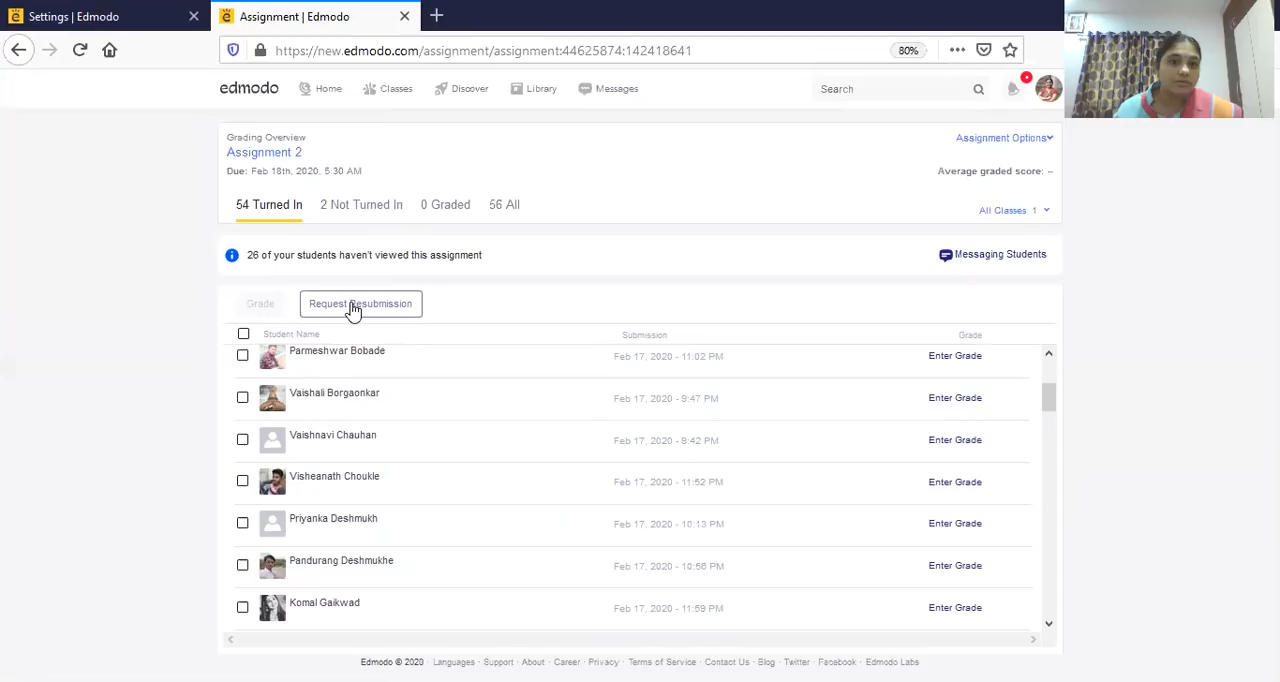 Settings | Edmodo
Assignment | Edmodo
https://new.edmodo.com/assignment/assignment:44625874:142418641
80%
edmodo
Home
Classes
Discover
Library
Messages
Search
Grading Overview
Assignment Options
Assignment 2
Due: Feb 18th, 2020, 5:30 AM
Average graded score: –
54 Turned In
2 Not Turned In
0 Graded
56 All
All Classes 1
26 of your students haven't viewed this assignment
Messaging Students
Grade
Request Resubmission
Student Name
Submission
Grade
Parmeshwar Bobade
Feb 17, 2020 - 11:02 PM
Enter Grade
Vaishali Borgaonkar
Feb 17, 2020 - 9:47 PM
Enter Grade
Vaishnavi Chauhan
Feb 17, 2020 - 9:42 PM
Enter Grade
Visheanath Choukle
Feb 17, 2020 - 11:52 PM
Enter Grade
Priyanka Deshmukh
Feb 17, 2020 - 10:13 PM
Enter Grade
Pandurang Deshmukhe
Feb 17, 2020 - 10:56 PM
Enter Grade
Komal Gaikwad
Feb 17, 2020 - 11:59 PM
Enter Grade
Edmodo © 2020 · Languages · Support · About · Career · Privacy · Terms of Service · Contact Us · Blog · Twitter · Facebook · Edmodo Labs